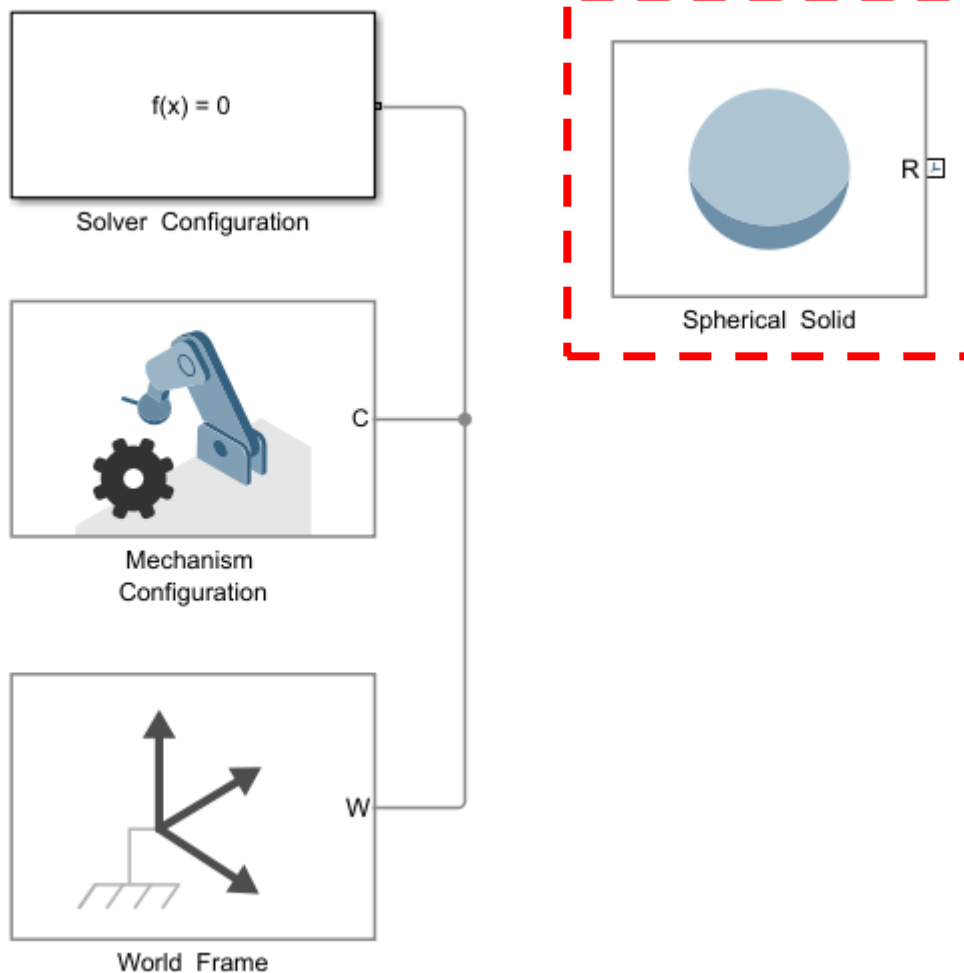 f(x) = 0
Solver Configuration
C
Mechanism
Configuration
W
World Frame
R
Spherical Solid